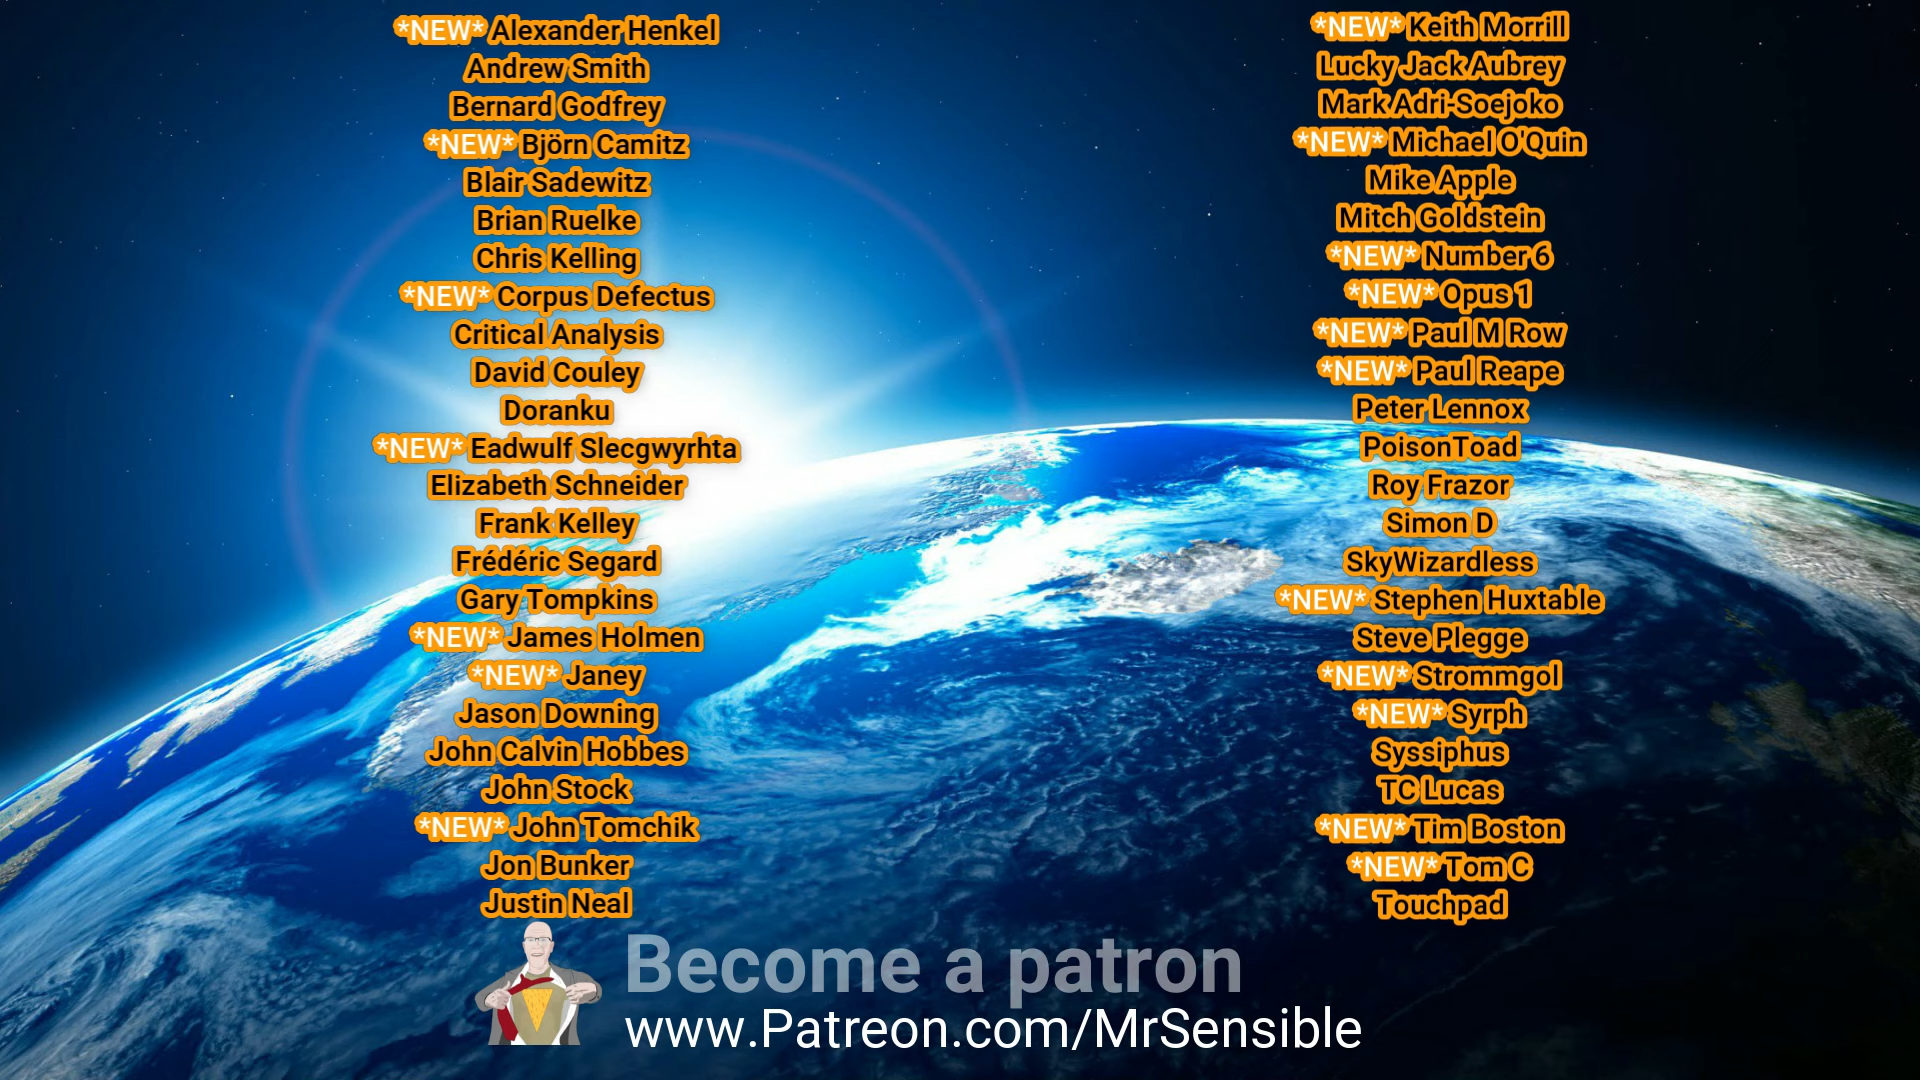 *NEW* Alexander Henkel
Andrew Smith
Bernard Godfrey
*NEW* Björn Camitz
Blair Sadewitz
Brian Ruelke
Chris Kelling
*NEW* Corpus Defectus
Critical Analysis
David Couley
Doranku
*NEW* Eadwulf Slecgwyrhta
Elizabeth Schneider
Frank Kelley
Frédéric Segard
Gary Tompkins
*NEW* James Holmen
*NEW* Janey
Jason Downing
John Calvin Hobbes
John Stock
*NEW* John Tomchik
Jon Bunker
Justin Neal
*NEW* Keith Morrill
Lucky Jack Aubrey
Mark Adri-Soejoko
*NEW* Michael O'Quin
Mike Apple
Mitch Goldstein
*NEW* Number 6
*NEW* Opus 1
*NEW* Paul M Row
*NEW* Paul Reape
Peter Lennox
PoisonToad
Roy Frazor
Simon D
SkyWizardless
*NEW* Stephen Huxtable
Steve Plegge
*NEW* Strommgol
*NEW* Syrph
Syssiphus
TC Lucas
*NEW* Tim Boston
*NEW* Tom C
Touchpad
Become a patron
www.Patreon.com/MrSensible